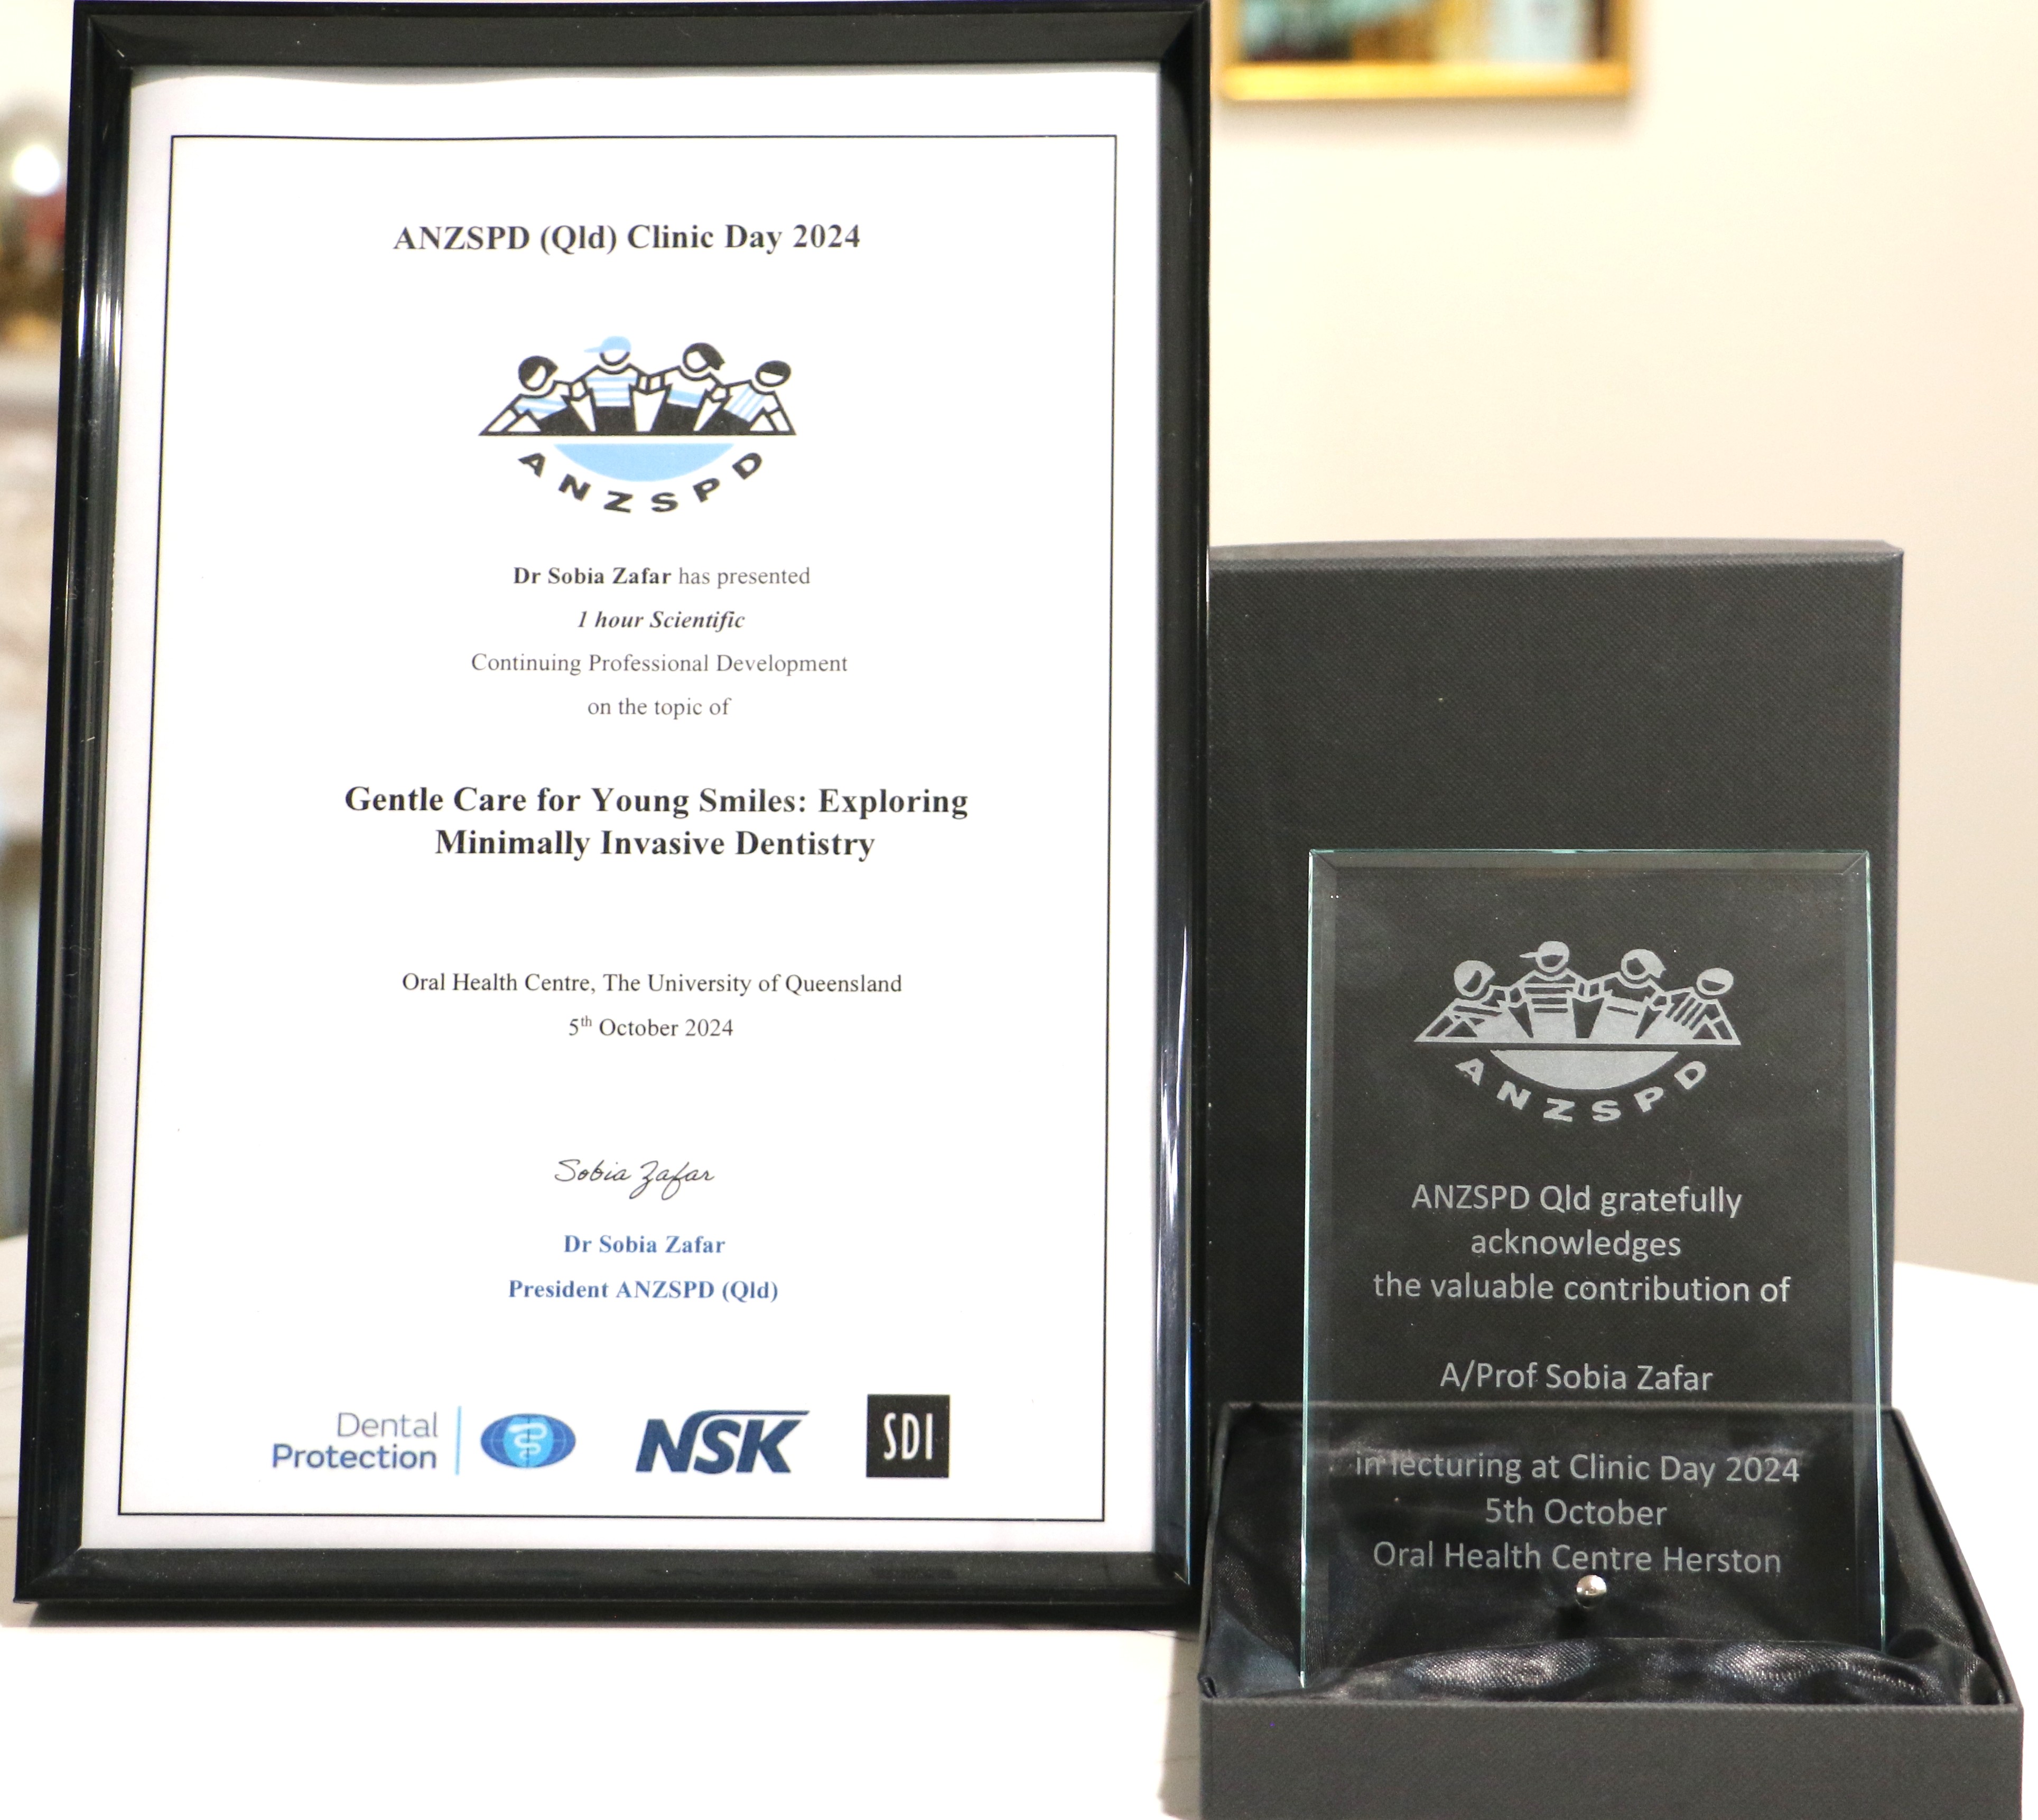 ANZSPD (Qld) Clinic Day 2024
ANZSPD
Dr Sobia Zafar has presented
1 hour Scientific
Continuing Professional Development
on the topic of
Gentle Care for Young Smiles: Exploring
Minimally Invasive Dentistry
Oral Health Centre, The University of Queensland
5th October 2024
Sobia Zafar
Dr Sobia Zafar
President ANZSPD (Qld)
Dental
Protection
NSK
SDI
ANZSPD
ANZSPD Qld gratefully
acknowledges
the valuable contribution of
A/Prof Sobia Zafar
in lecturing at Clinic Day 2024
5th October
Oral Health Centre Herston